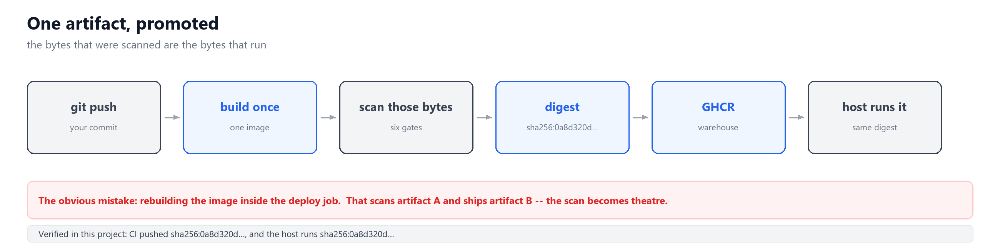 One artifact, promoted
the bytes that were scanned are the bytes that run
git push
your commit
build once
one image
scan those bytes
six gates
digest
sha256:0a8d320d...
GHCR
warehouse
host runs it
same digest
The obvious mistake: rebuilding the image inside the deploy job.  That scans artifact A and ships artifact B -- the scan becomes theatre.
Verified in this project: CI pushed sha256:0a8d320d..., and the host runs sha256:0a8d320d...